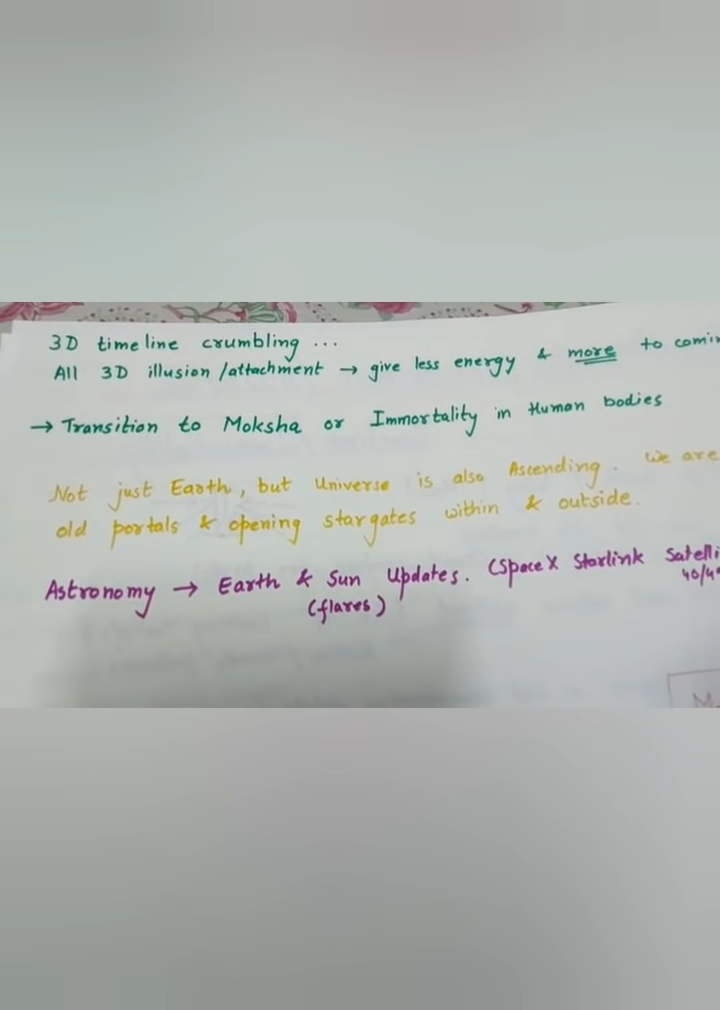 3D timeline crumbling ...
All 3D illusion/attachment → give less energy & more to comin
→ Transition to Moksha or Immortality in Human bodies
Not just Earth, but Universe is also Ascending. We are
old portals & opening stargates within & outside.
Astronomy → Earth & Sun Updates. (SpaceX Starlink Satelli
(flares)
M